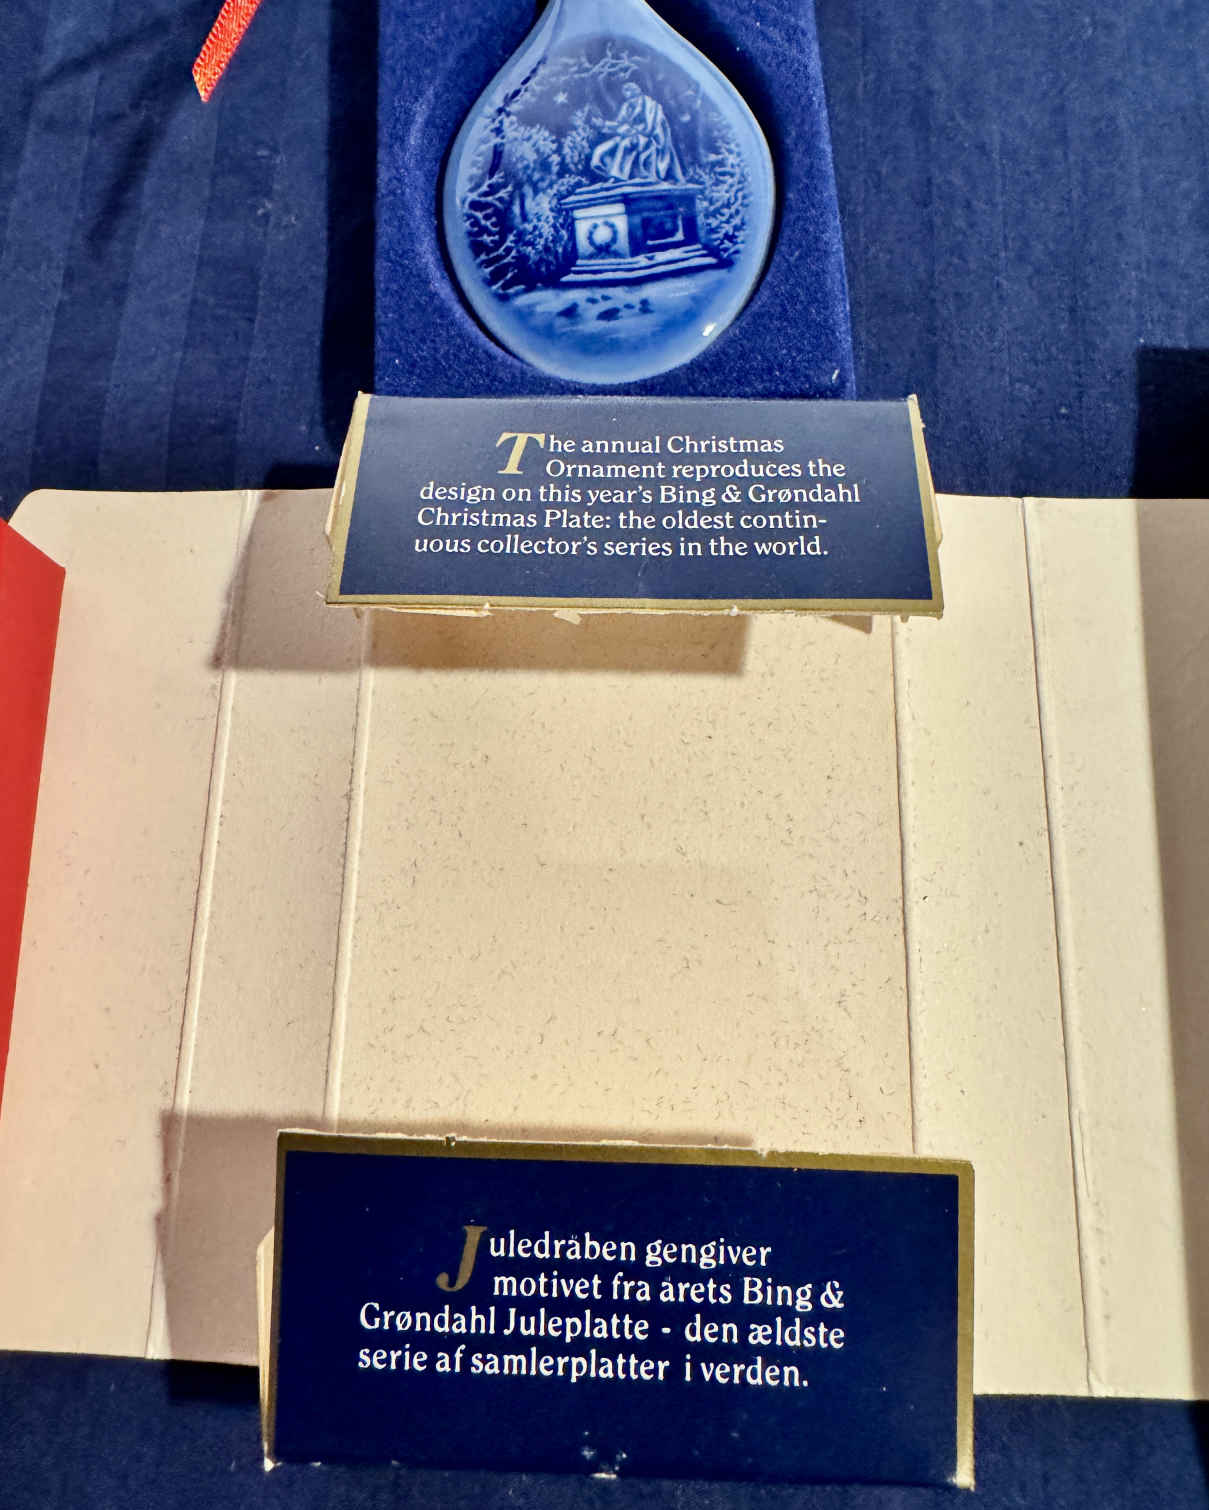 The annual Christmas
Ornament reproduces the
design on this year's Bing & Grøndahl
Christmas Plate: the oldest contin-
uous collector's series in the world.
Juledråben gengiver
motivet fra årets Bing &
Grøndahl Juleplatte - den ældste
serie af samlerplatter i verden.